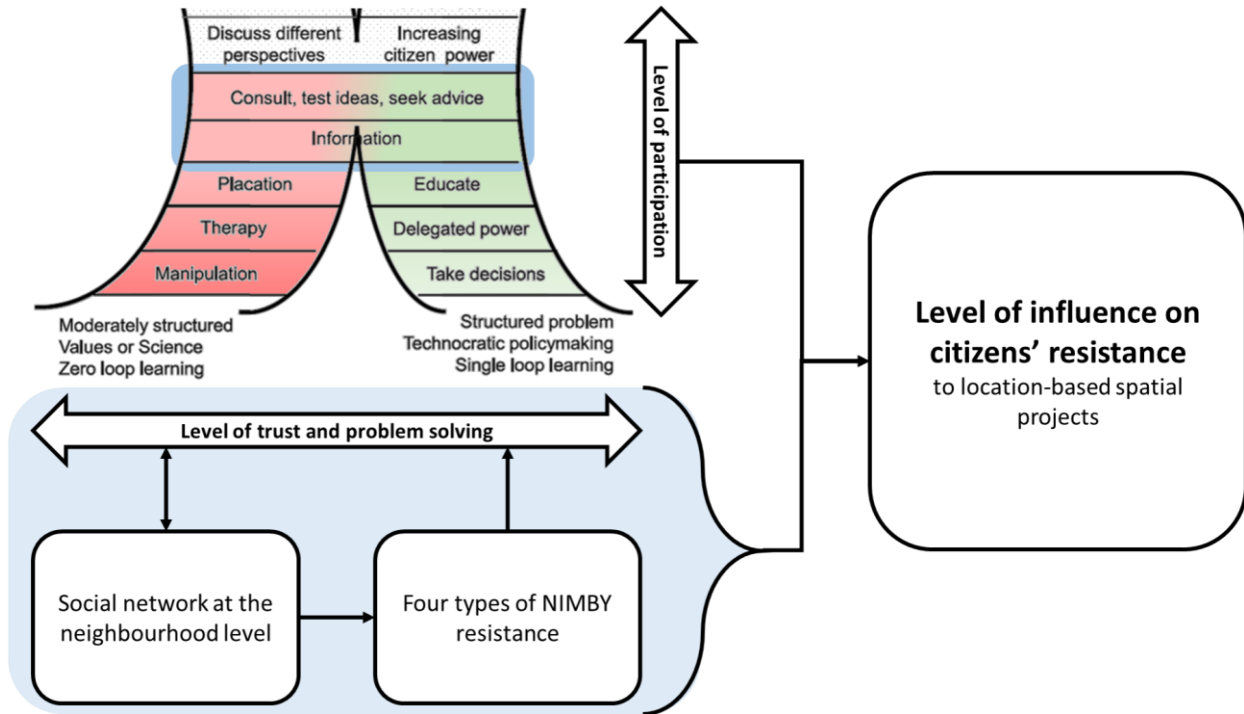 Discuss different
perspectives
Increasing
citizen power
Consult, test ideas, seek advice
Information
Placation
Educate
Therapy
Delegated power
Manipulation
Take decisions
Moderately structured
Values or Science
Zero loop learning
Structured problem
Technocratic policymaking
Single loop learning
Level of participation
Level of trust and problem solving
Social network at the
neighbourhood level
Four types of NIMBY
resistance
Level of influence on
citizens’ resistance
to location-based spatial
projects